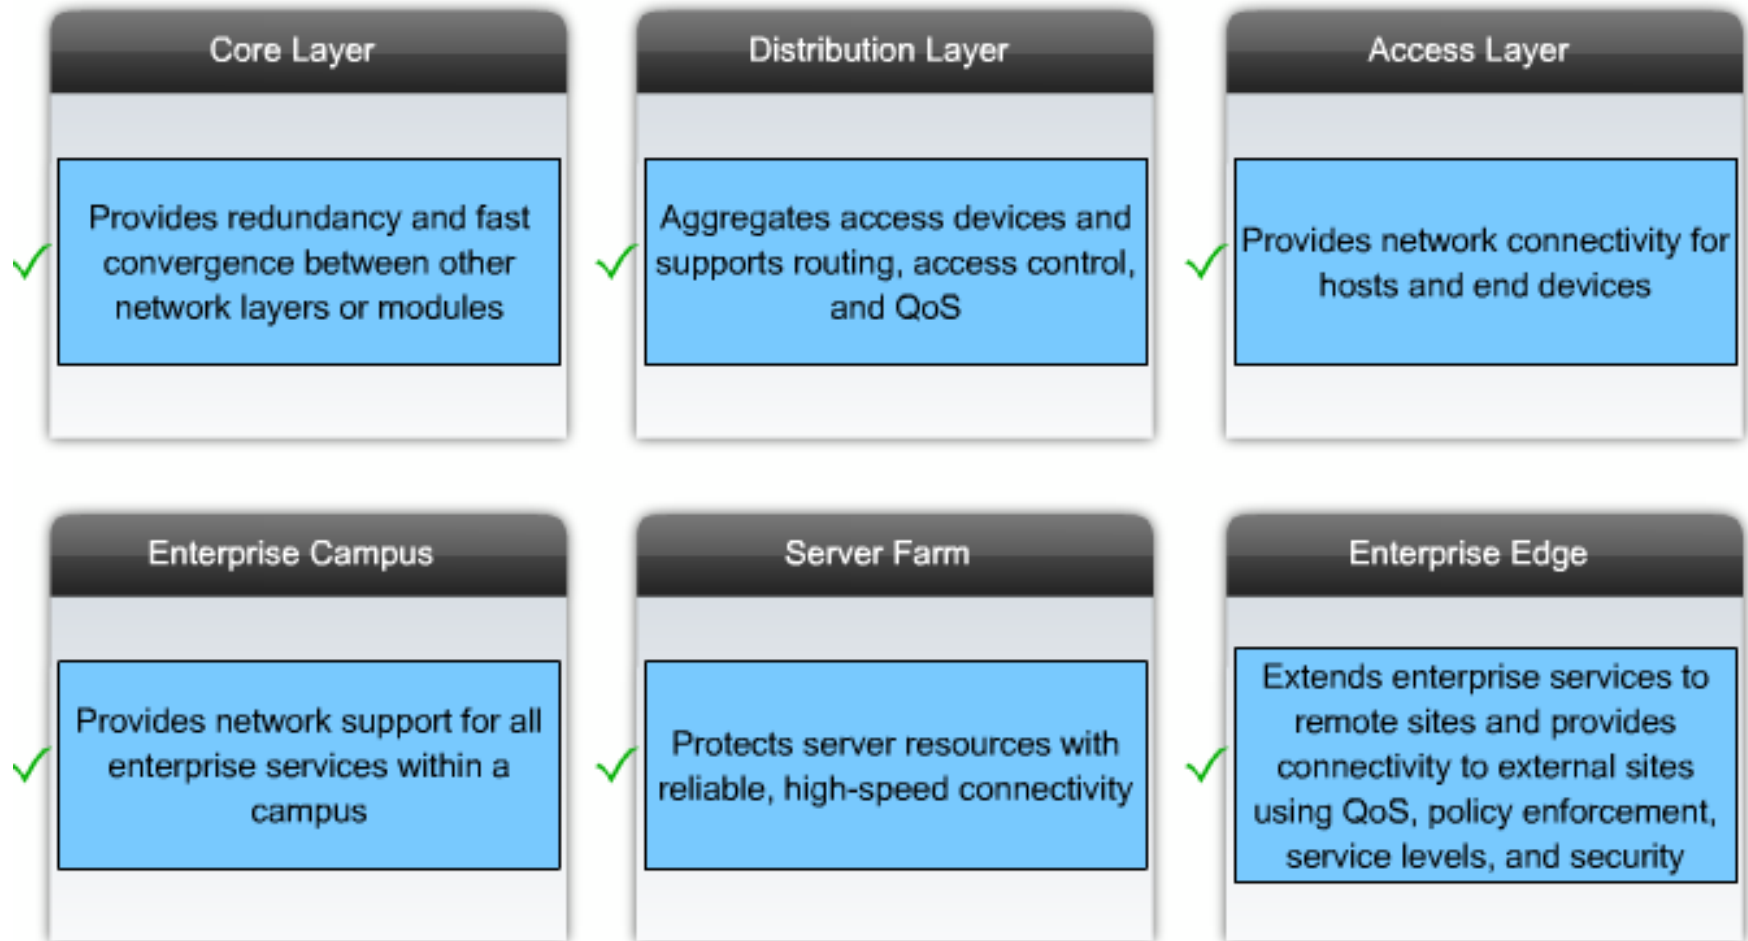 Core Layer
Provides redundancy and fast
convergence between other
network layers or modules
Distribution Layer
Aggregates access devices and
supports routing, access control,
and QoS
Access Layer
Provides network connectivity for
hosts and end devices
Enterprise Campus
Provides network support for all
enterprise services within a
campus
Server Farm
Protects server resources with
reliable, high-speed connectivity
Enterprise Edge
Extends enterprise services to
remote sites and provides
connectivity to external sites
using QoS, policy enforcement,
service levels, and security